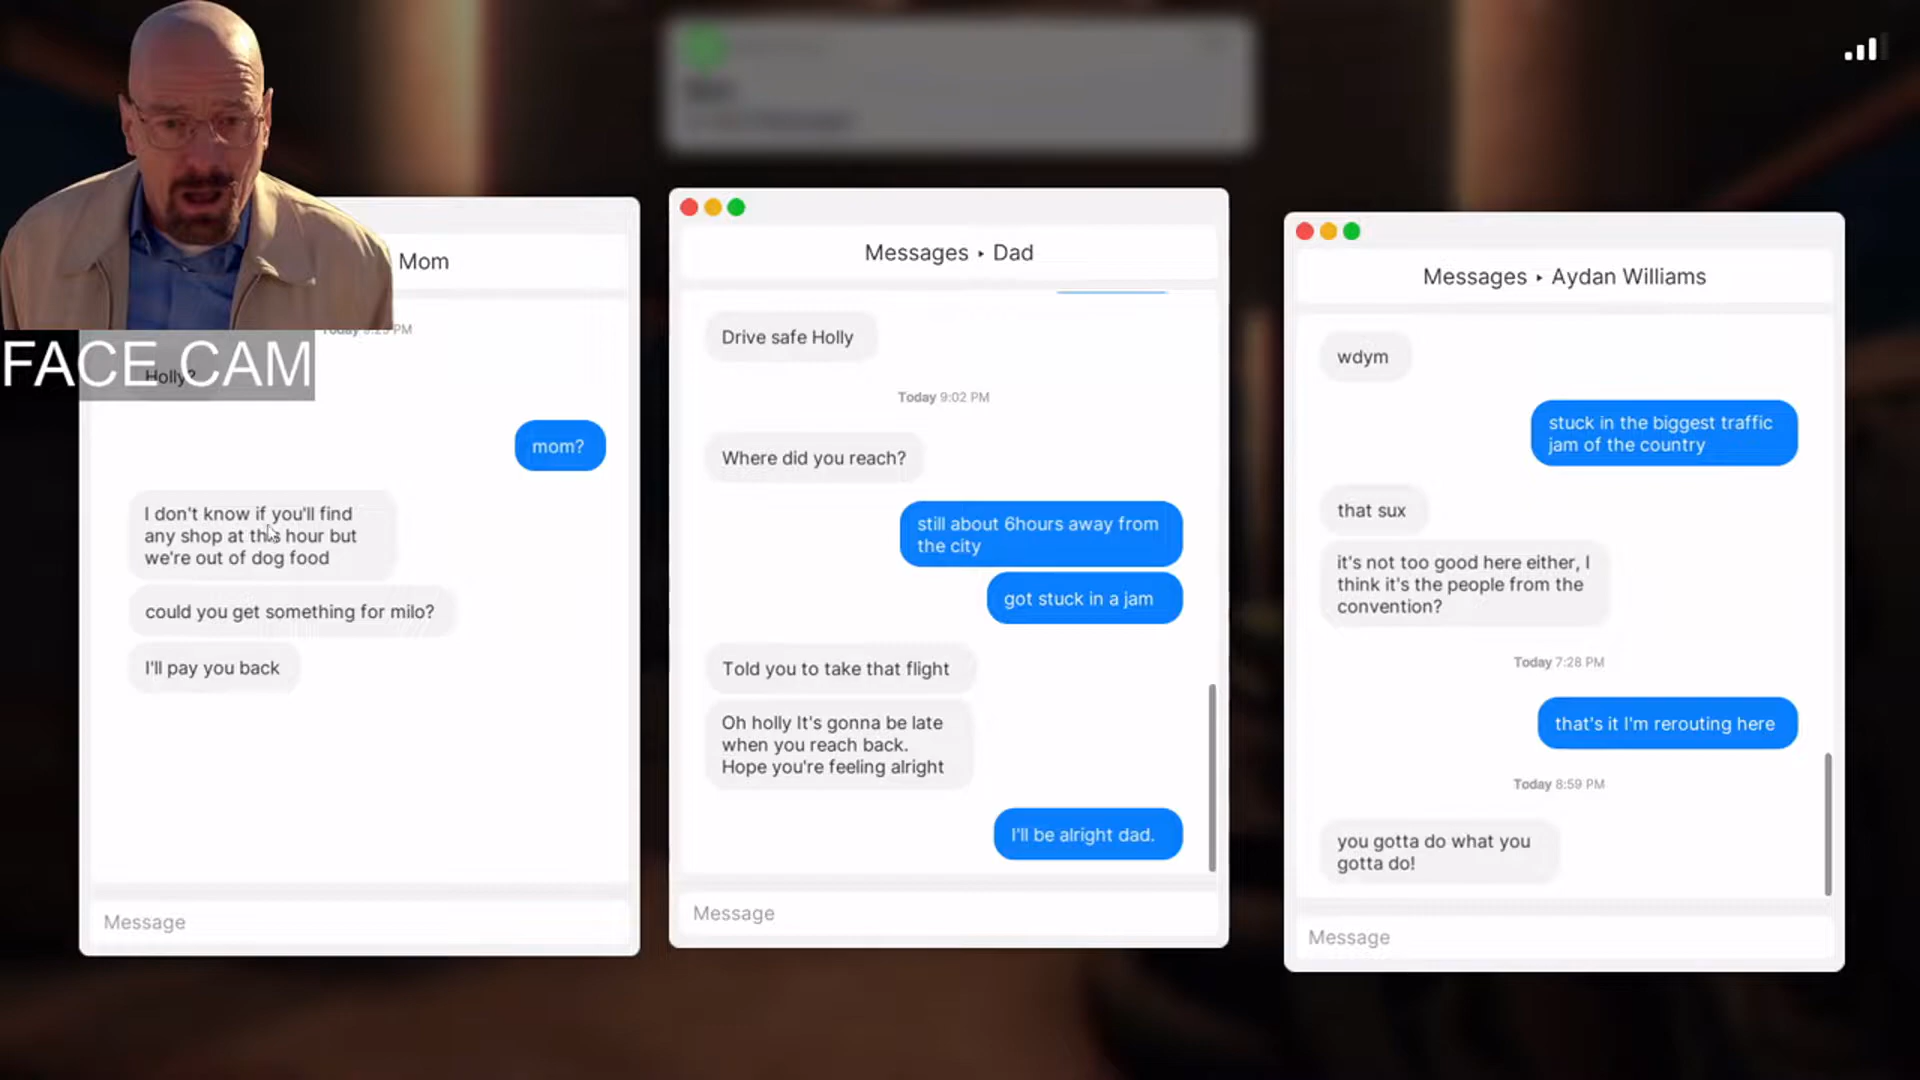 FACE CAM
Mom
Today 9:25 PM
Holly?
mom?
I don't know if you'll find
any shop at this hour but
we're out of dog food
could you get something for milo?
I'll pay you back
Message
Messages ▸ Dad
Drive safe Holly
Today 9:02 PM
Where did you reach?
still about 6hours away from
the city
got stuck in a jam
Told you to take that flight
Oh holly It's gonna be late
when you reach back.
Hope you're feeling alright
I'll be alright dad.
Message
Messages ▸ Aydan Williams
wdym
stuck in the biggest traffic
jam of the country
that sux
it's not too good here either, I
think it's the people from the
convention?
Today 7:28 PM
that's it I'm rerouting here
Today 8:59 PM
you gotta do what you
gotta do!
Message